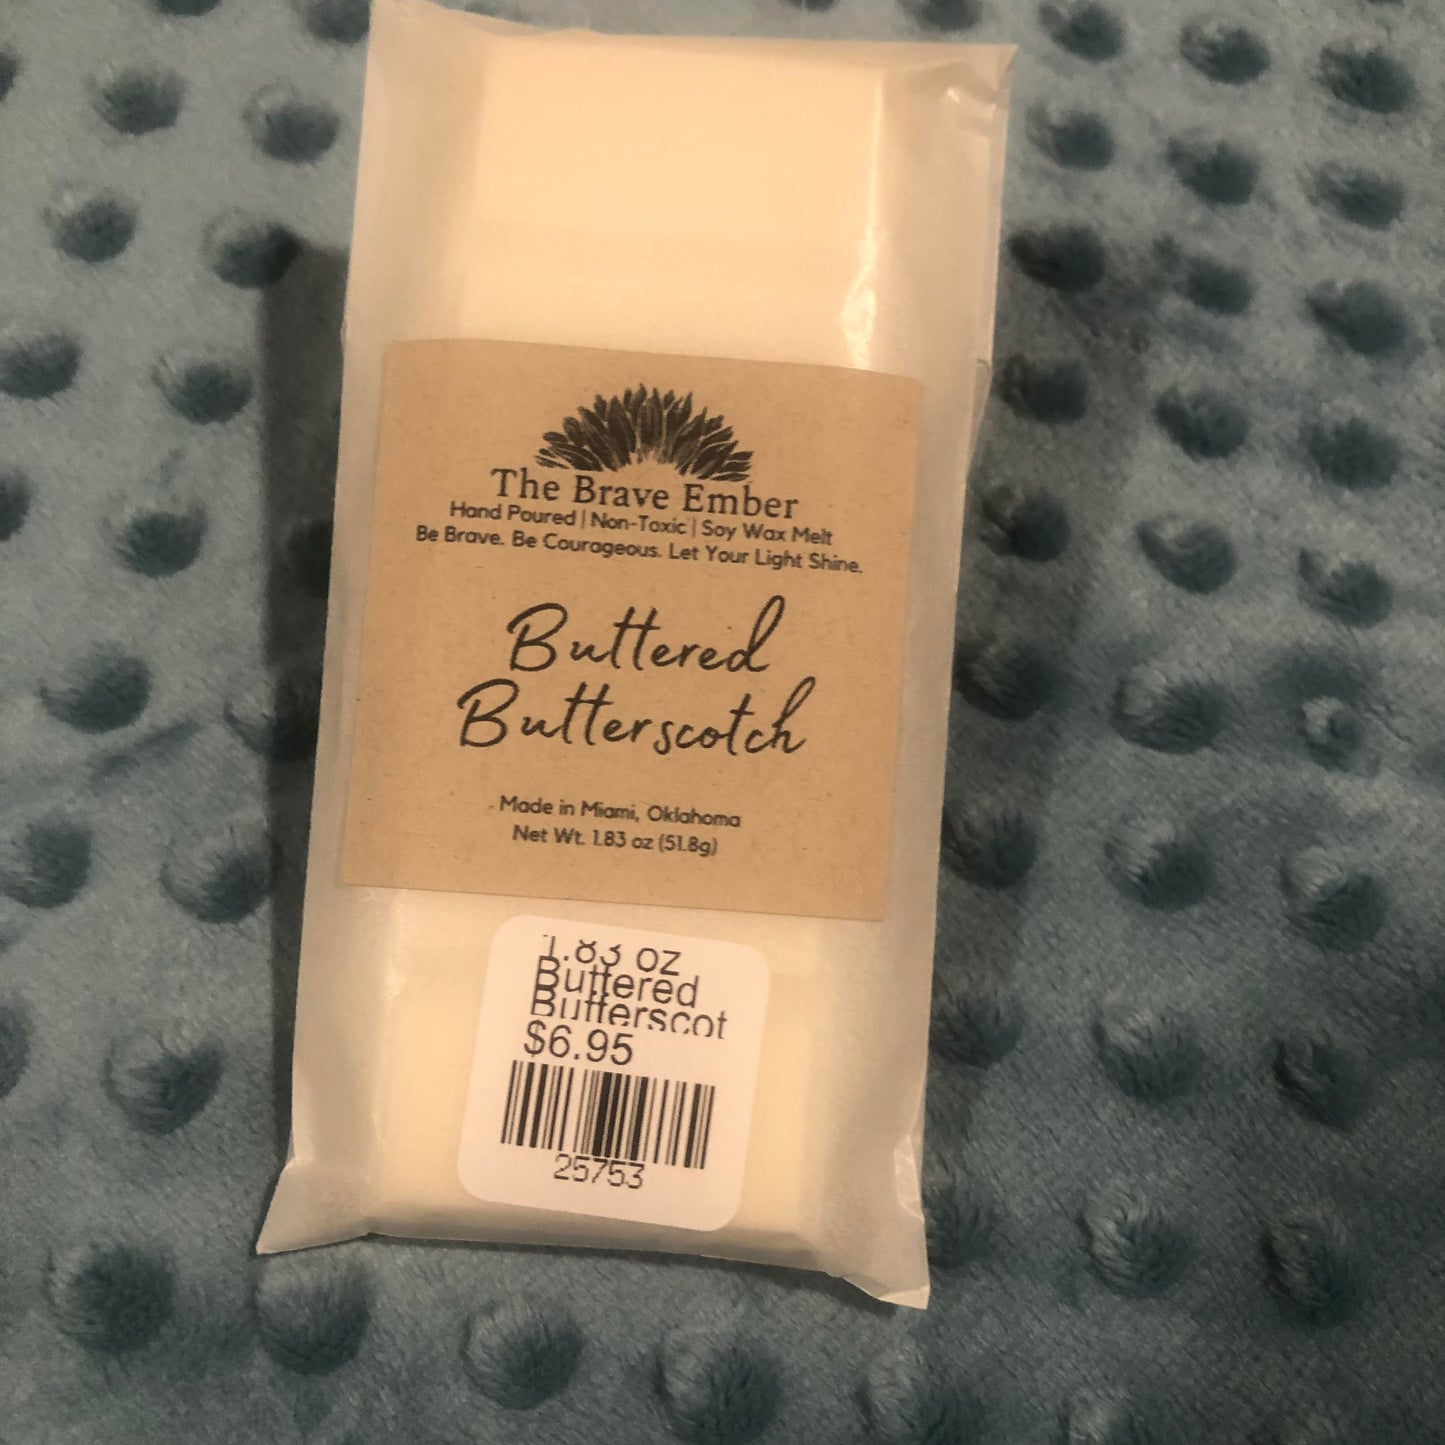 The Brave Ember
Hand Poured | Non-Toxic | Soy Wax Melt
Be Brave. Be Courageous. Let Your Light Shine.
Buttered
Butterscotch
Made in Miami, Oklahoma
Net Wt. 1.83 oz (51.8g)
1.83 oz
Buttered
Butterscot
$6.95
25753